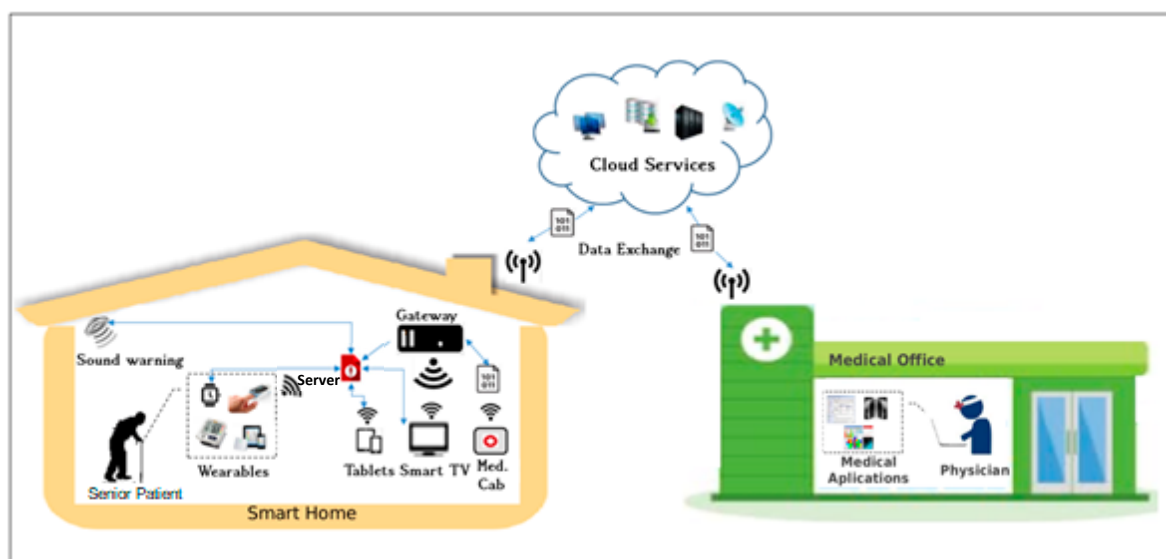 Cloud Services
101
011
Data Exchange
101
011
Gateway
Sound warning
Server
101
011
Medical Office
Wearables
Tablets Smart TV Med.
Cab
Senior Patient
Medical
Aplications
Physician
Smart Home